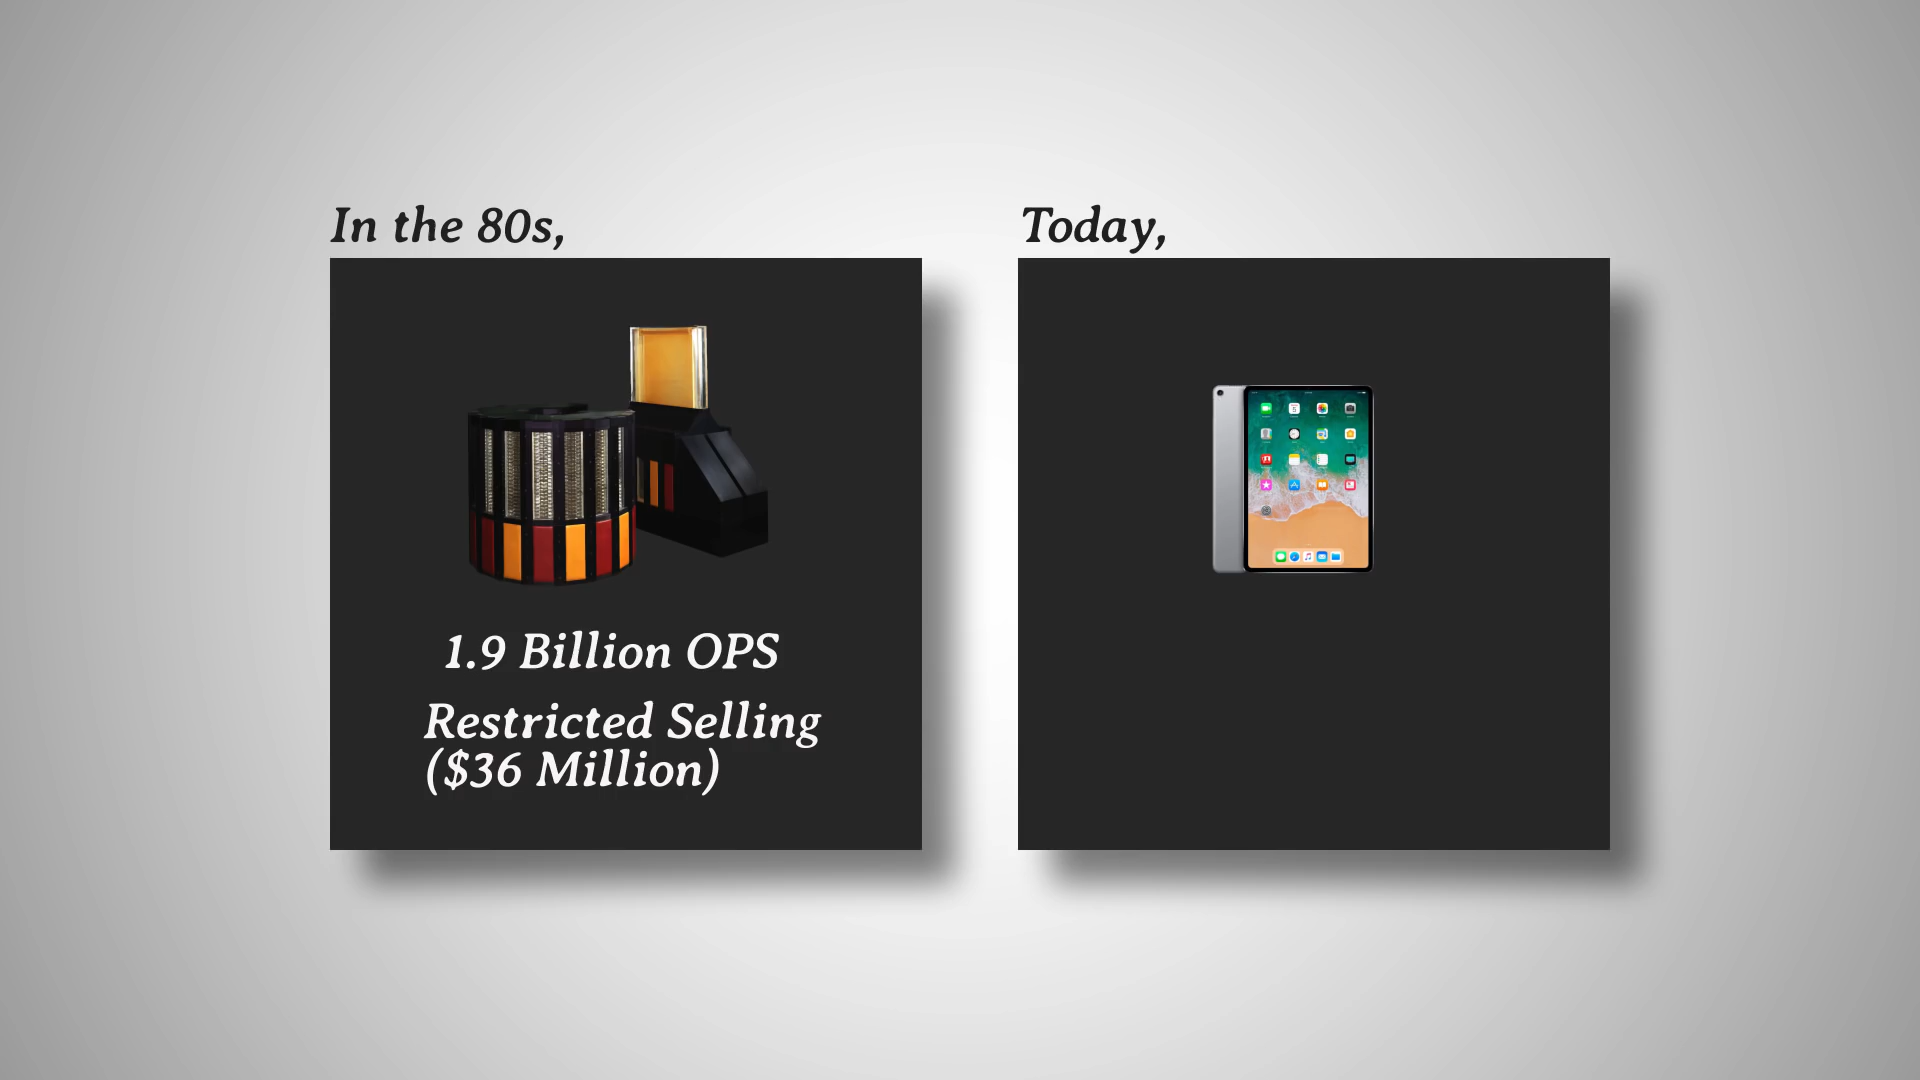 In the 80s,
1.9 Billion OPS
Restricted Selling
($36 Million)
Today,